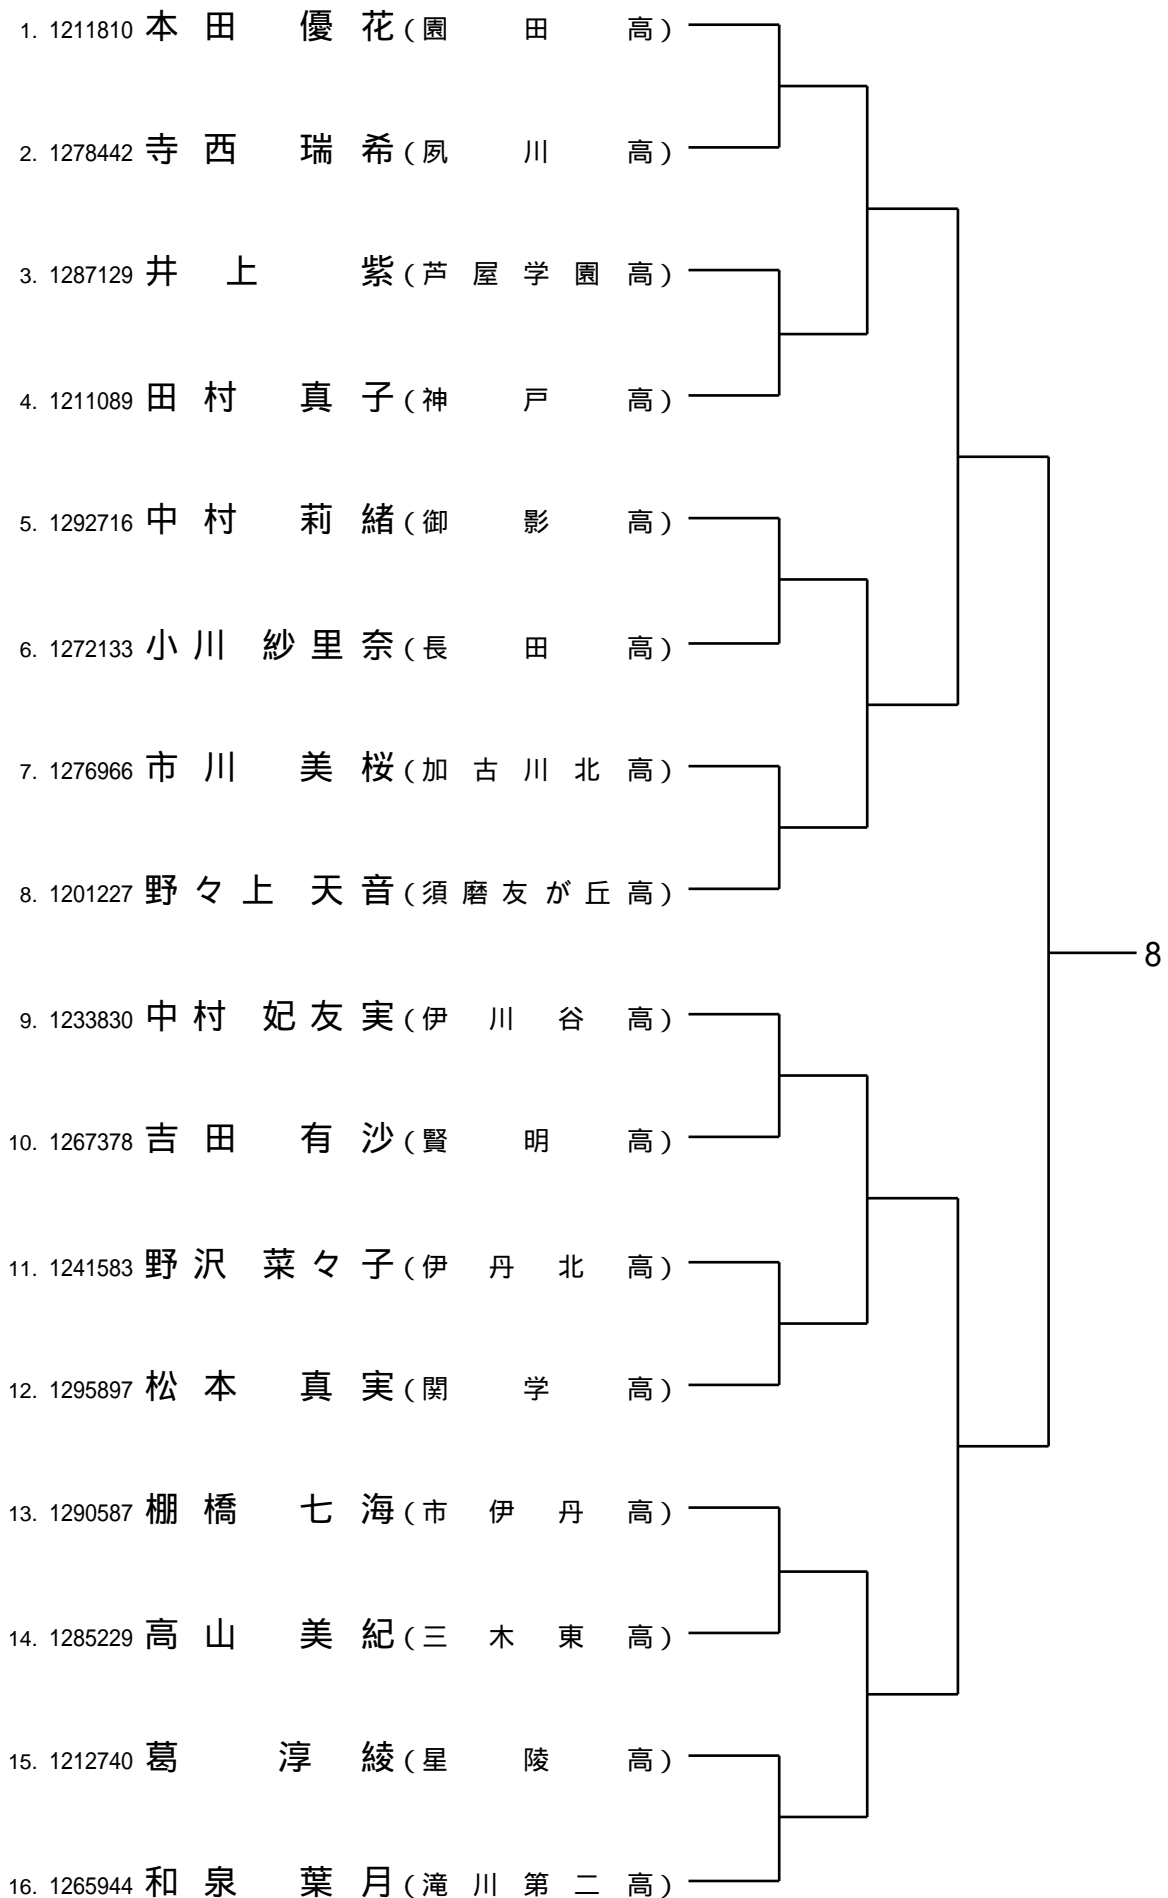 1. 1211810 本田 優花(園田高)
2. 1278442 寺西 瑞希(夙川高)
3. 1287129 井上 紫(芦屋学園高)
4. 1211089 田村 真子(神戸高)
5. 1292716 中村 莉緒(御影高)
6. 1272133 小川 紗里奈(長田高)
7. 1276966 市川 美桜(加古川北高)
8. 1201227 野々上 天音(須磨友が丘高)
8
9. 1233830 中村 妃友実(伊川谷高)
10. 1267378 吉田 有沙(賢明高)
11. 1241583 野沢 菜々子(伊丹北高)
12. 1295897 松本 真実(関学高)
13. 1290587 棚橋 七海(市伊丹高)
14. 1285229 高山 美紀(三木東高)
15. 1212740 葛 淳綾(星陵高)
16. 1265944 和泉 葉月(滝川第二高)